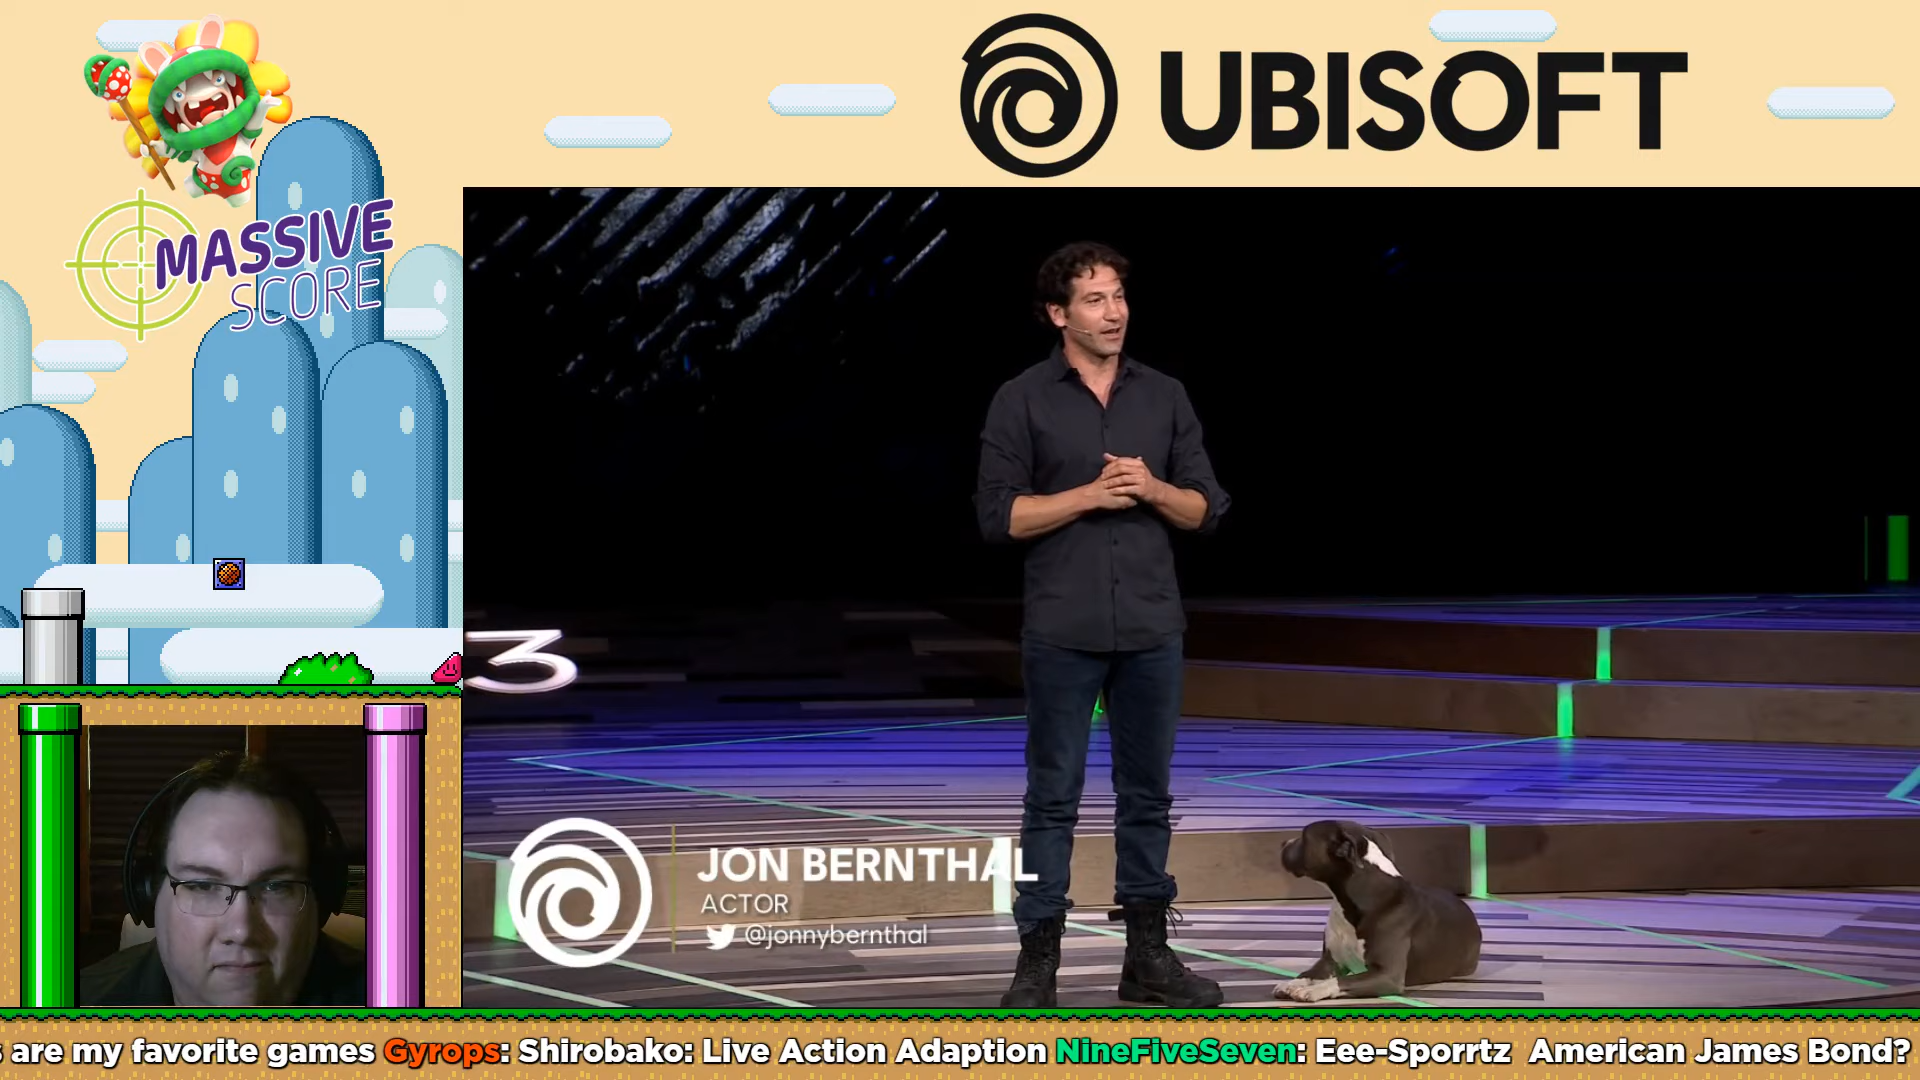 UBISOFT
MASSIVE
SCORE
3
JON BERNTHAL
ACTOR
@jonnybernthal
are my favorite games Gyrops: Shirobako: Live Action Adaption NineFiveSeven: Eee-Sporrtz American James Bond?